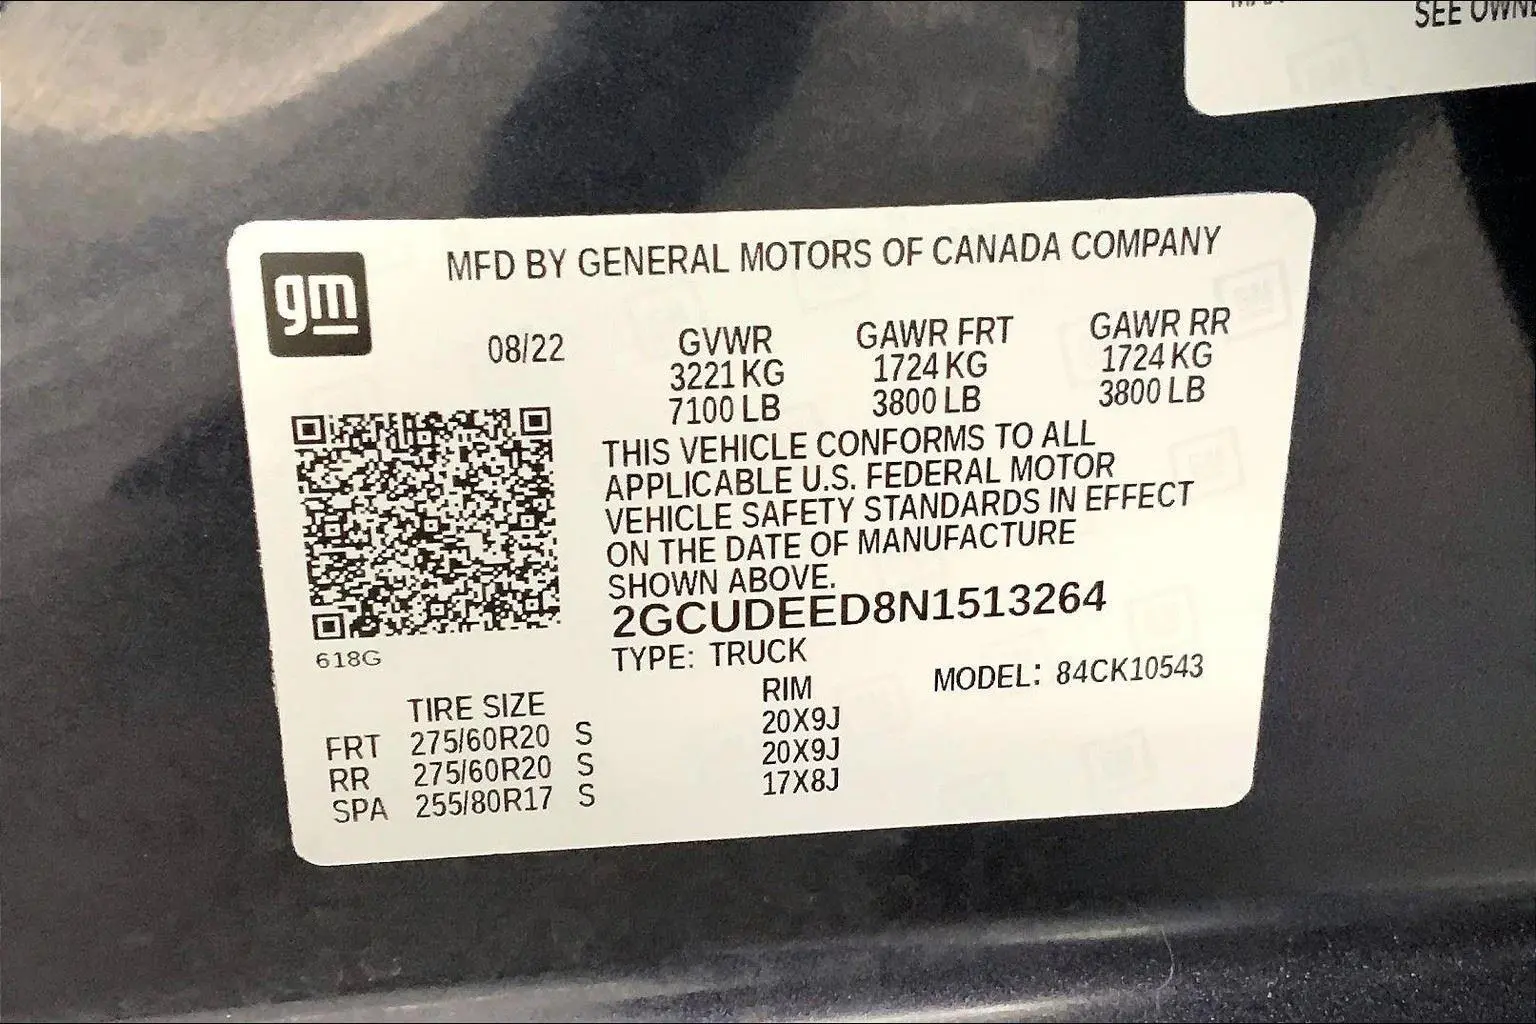 SEE OWNE
gm
MFD BY GENERAL MOTORS OF CANADA COMPANY
08/22 GVWR GAWR FRT GAWR RR
3221 KG 1724 KG 1724 KG
7100 LB 3800 LB 3800 LB
THIS VEHICLE CONFORMS TO ALL
APPLICABLE U.S. FEDERAL MOTOR
VEHICLE SAFETY STANDARDS IN EFFECT
ON THE DATE OF MANUFACTURE
SHOWN ABOVE.
2GCUDEED8N1513264
618G
TYPE: TRUCK
MODEL: 84CK10543
TIRE SIZE RIM
FRT 275/60R20 S 20X9J
RR 275/60R20 S 20X9J
SPA 255/80R17 S 17X8J